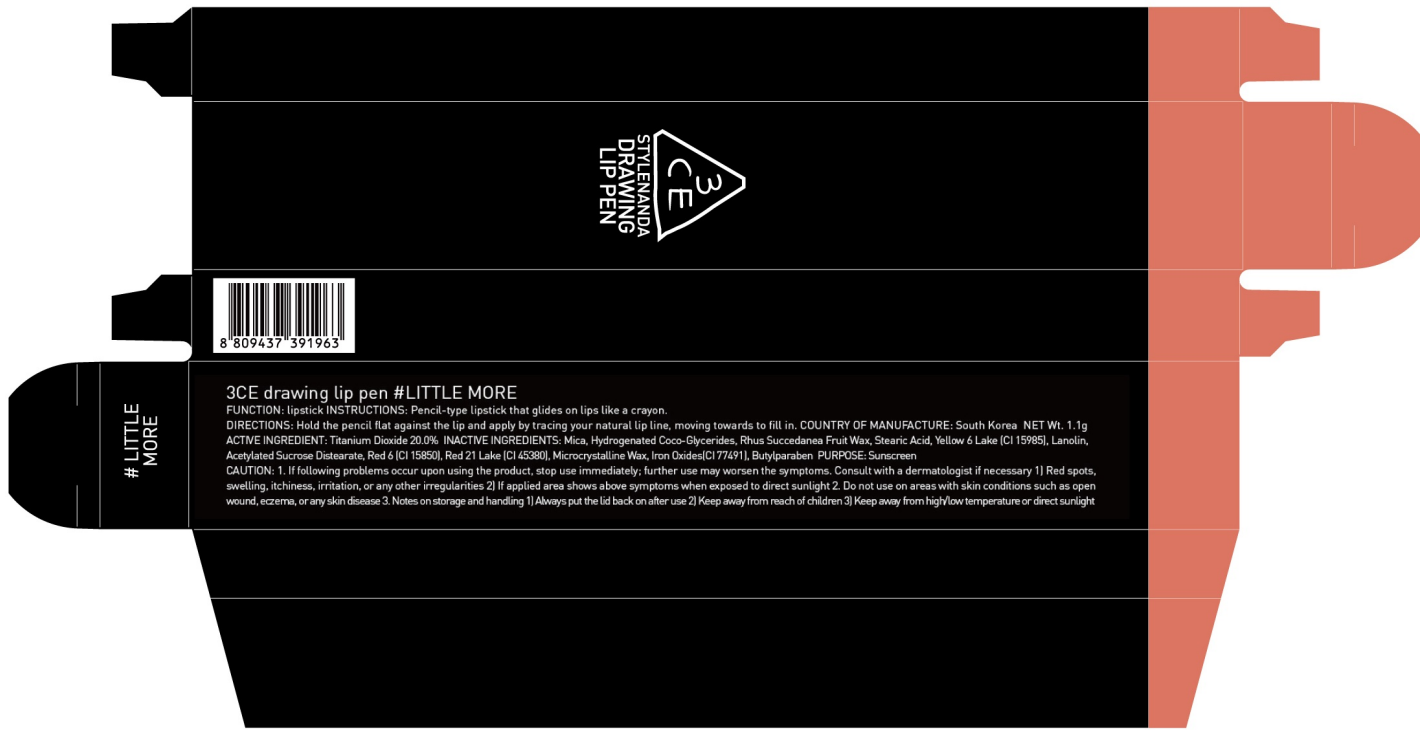 3
CE
STYLENANDA
DRAWING
LIP PEN
8 809437 391963
# LITTLE
MORE
3CE drawing lip pen #LITTLE MORE
FUNCTION: lipstick INSTRUCTIONS: Pencil-type lipstick that glides on lips like a crayon.
DIRECTIONS: Hold the pencil flat against the lip and apply by tracing your natural lip line, moving towards to fill in. COUNTRY OF MANUFACTURE: South Korea NET Wt. 1.1g
ACTIVE INGREDIENT: Titanium Dioxide 20.0% INACTIVE INGREDIENTS: Mica, Hydrogenated Coco-Glycerides, Rhus Succedanea Fruit Wax, Stearic Acid, Yellow 6 Lake (CI 15985), Lanolin,
Acetylated Sucrose Distearate, Red 6 (CI 15850), Red 21 Lake (CI 45380), Microcrystalline Wax, Iron Oxides(CI 77491), Butylparaben PURPOSE: Sunscreen
CAUTION: 1. If following problems occur upon using the product, stop use immediately; further use may worsen the symptoms. Consult with a dermatologist if necessary 1) Red spots,
swelling, itchiness, irritation, or any other irregularities 2) If applied area shows above symptoms when exposed to direct sunlight 2. Do not use on areas with skin conditions such as open
wound, eczema, or any skin disease 3. Notes on storage and handling 1) Always put the lid back on after use 2) Keep away from reach of children 3) Keep away from high/low temperature or direct sunlight